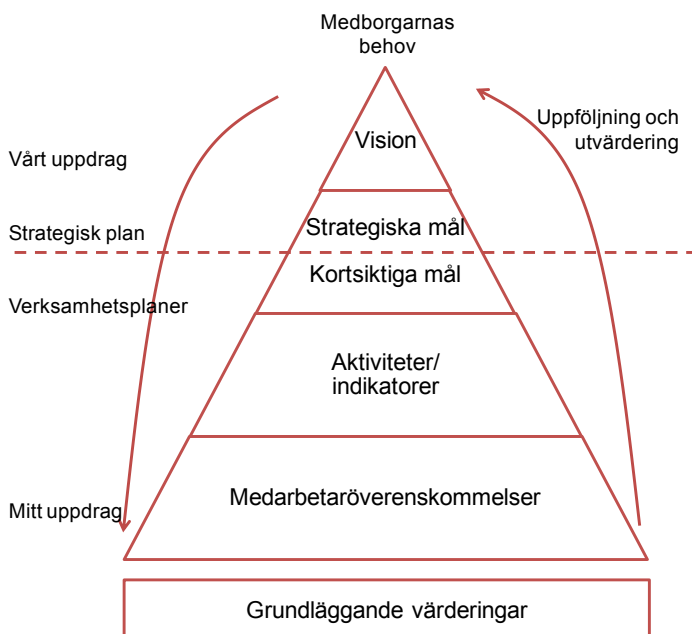 Medborgarnas
behov
Uppföljning och
utvärdering
Vision
Vårt uppdrag
Strategiska mål
Strategisk plan
Kortsiktiga mål
Verksamhetsplaner
Aktiviteter/
indikatorer
Medarbetaröverenskommelser
Mitt uppdrag
Grundläggande värderingar